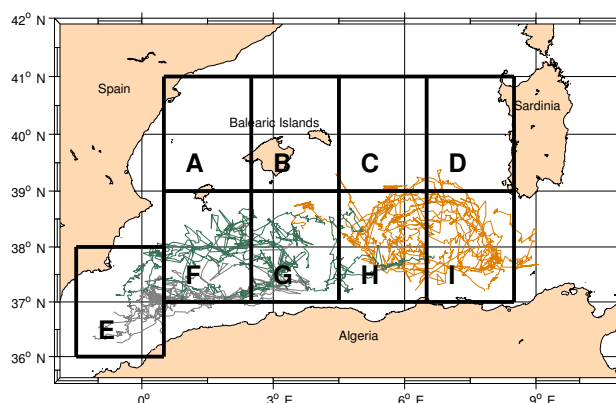 42° N
41° N
Spain
Sardinia
Balearic Islands
40° N
A B C D
39° N
38° N
F G H I
37° N
E
Algeria
36° N
0° 3° E 6° E 9° E